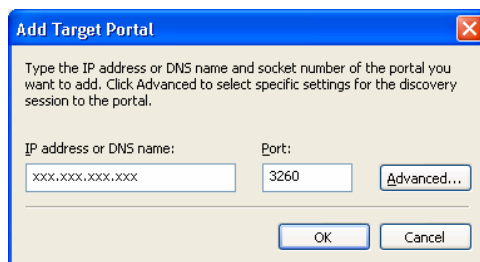 Add Target Portal
Type the IP address or DNS name and socket number of the portal you
want to add. Click Advanced to select specific settings for the discovery
session to the portal.
IP address or DNS name: Port:
xxx.xxx.xxx.xxx 3260 Advanced...
OK Cancel